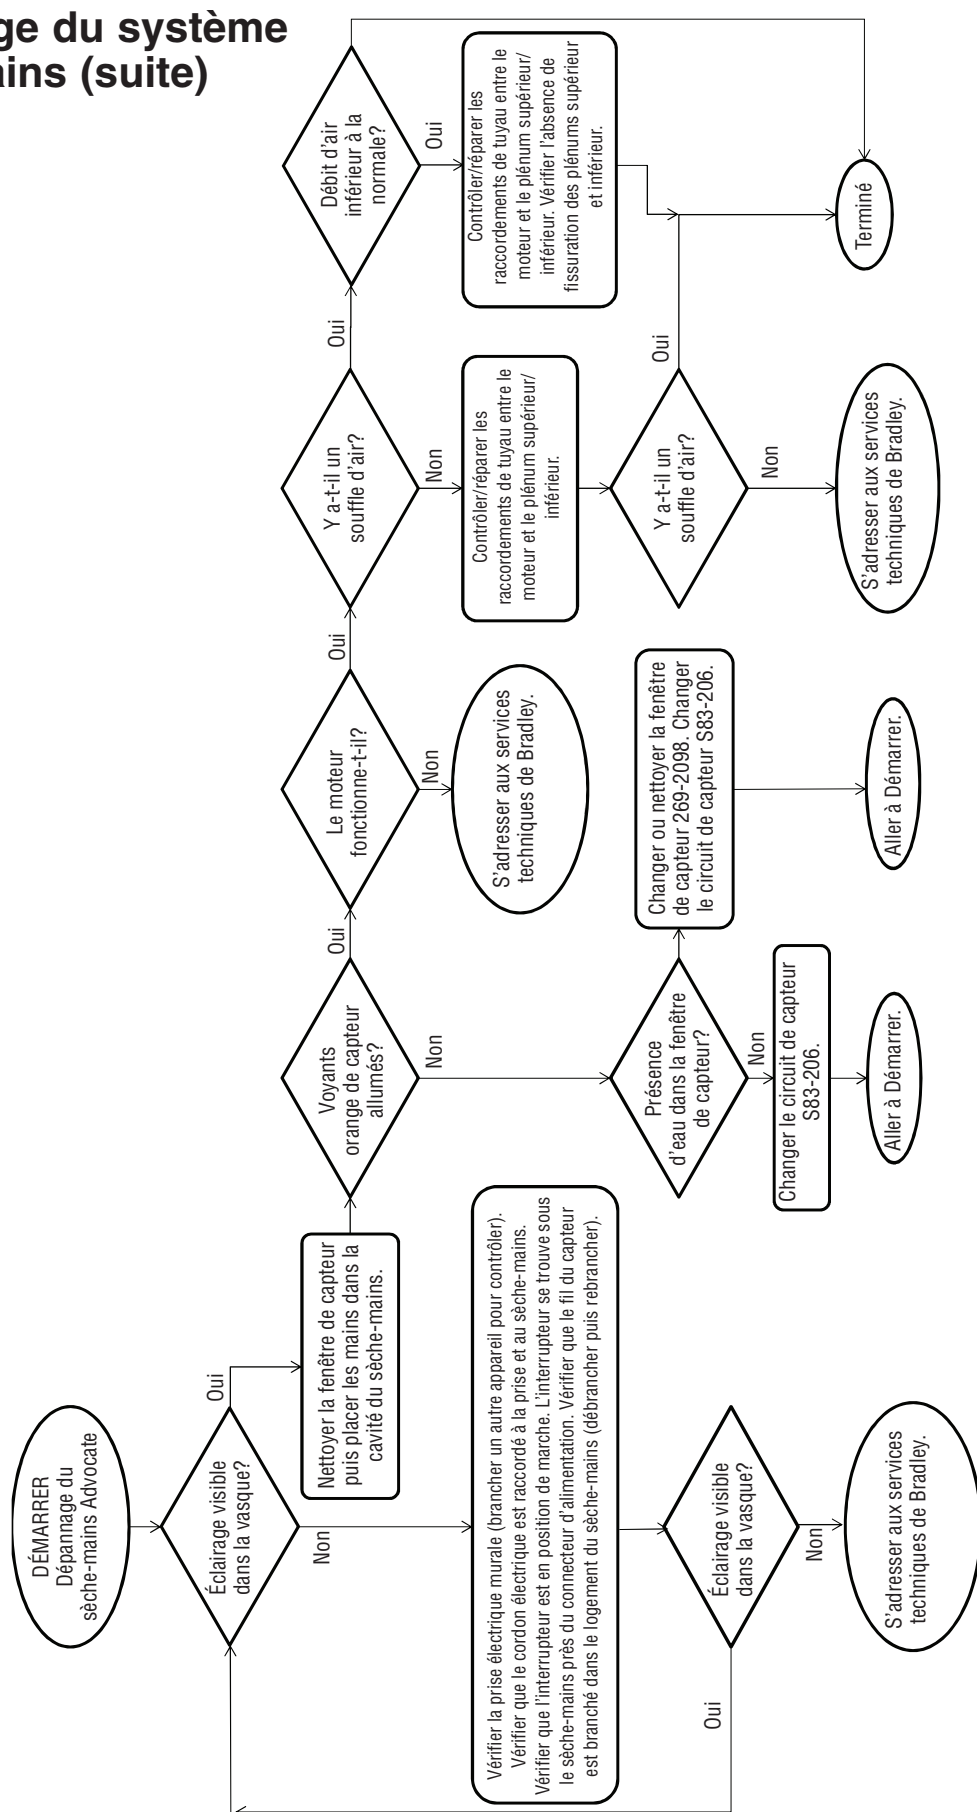 ge du système
ains (suite)
DÉMARRER
Dépannage du
sèche-mains Advocate
Éclairage visible
dans la vasque?
Oui
Non
Nettoyer la fenêtre de capteur
puis placer les mains dans la
cavité du sèche-mains.
Vérifier la prise électrique murale (brancher un autre appareil pour contrôler).
Vérifier que le cordon électrique est raccordé à la prise et au sèche-mains.
Vérifier que l'interrupteur est en position de marche. L'interrupteur se trouve sous
le sèche-mains près du connecteur d'alimentation. Vérifier que le fil du capteur
est branché dans le logement du sèche-mains (débrancher puis rebrancher).
Éclairage visible
dans la vasque?
Oui
Non
S'adresser aux services
techniques de Bradley.
Voyants
orange de capteur
allumés?
Oui
Non
Présence
d'eau dans la fenêtre
de capteur?
Non
Changer le circuit de capteur
S83-206.
Aller à Démarrer.
Changer ou nettoyer la fenêtre
de capteur 269-2098. Changer
le circuit de capteur S83-206.
Aller à Démarrer.
Le moteur
fonctionne-t-il?
Oui
Non
S'adresser aux services
techniques de Bradley.
Y a-t-il un
souffle d'air?
Oui
Non
Contrôler/réparer les
raccordements de tuyau entre le
moteur et le plénum supérieur/
inférieur.
Y a-t-il un
souffle d'air?
Oui
Non
S'adresser aux services
techniques de Bradley.
Débit d'air
inférieur à la
normale?
Oui
Contrôler/réparer les
raccordements de tuyau entre le
moteur et le plénum supérieur/
inférieur. Vérifier l'absence de
fissuration des plénums supérieur
et inférieur.
Terminé